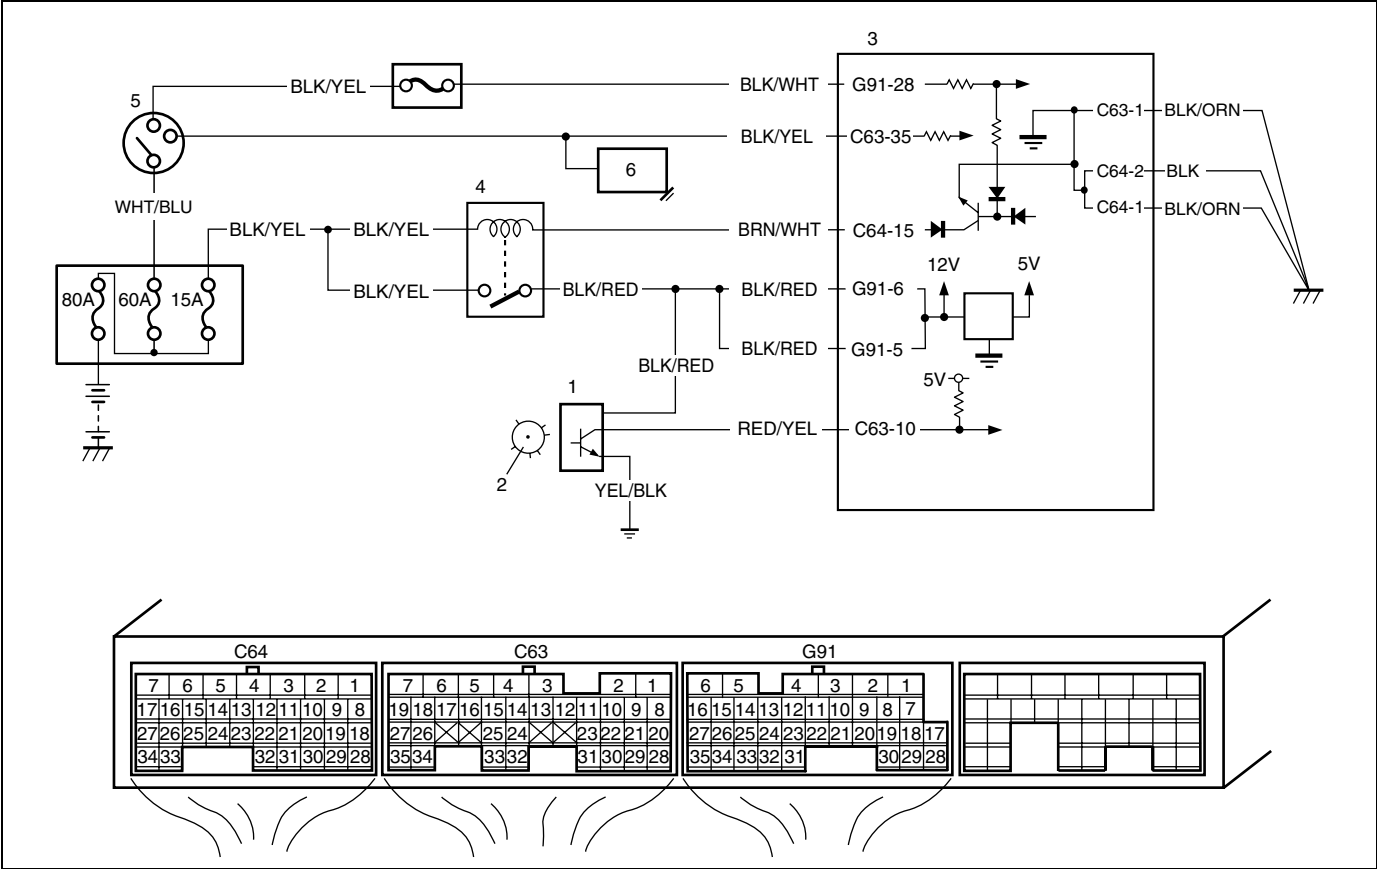 3
BLK/YEL
BLK/WHT
G91-28
5
C63-1
BLK/ORN
BLK/YEL
C63-35
6
C64-2
BLK
4
WHT/BLU
C64-1
BLK/ORN
BLK/YEL
BLK/YEL
BRN/WHT
C64-15
12V
5V
BLK/YEL
BLK/RED
BLK/RED
G91-6
80A
60A
15A
BLK/RED
G91-5
BLK/RED
5V
1
RED/YEL
C63-10
2
YEL/BLK
C64
C63
G91
7 6 5 4 3 2 1
7 6 5 4 3 2 1
6 5 4 3 2 1
17 16 15 14 13 12 11 10 9 8
19 18 17 16 15 14 13 12 11 10 9 8
16 15 14 13 12 11 10 9 8 7
27 26 25 24 23 22 21 20 19 18
27 26 25 24 23 22 21 20
27 26 25 24 23 22 21 20 19 18 17
34 33 32 31 30 29 28
35 34 33 32 31 30 29 28
35 34 33 32 31 30 29 28